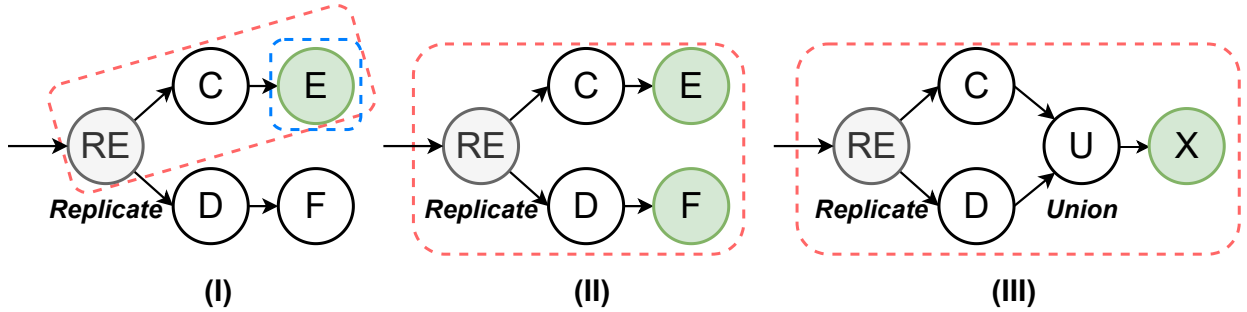 C
E
RE
Replicate
D
F
(I)
C
E
RE
Replicate
D
F
(II)
C
RE
U
X
Replicate
D
Union
(III)